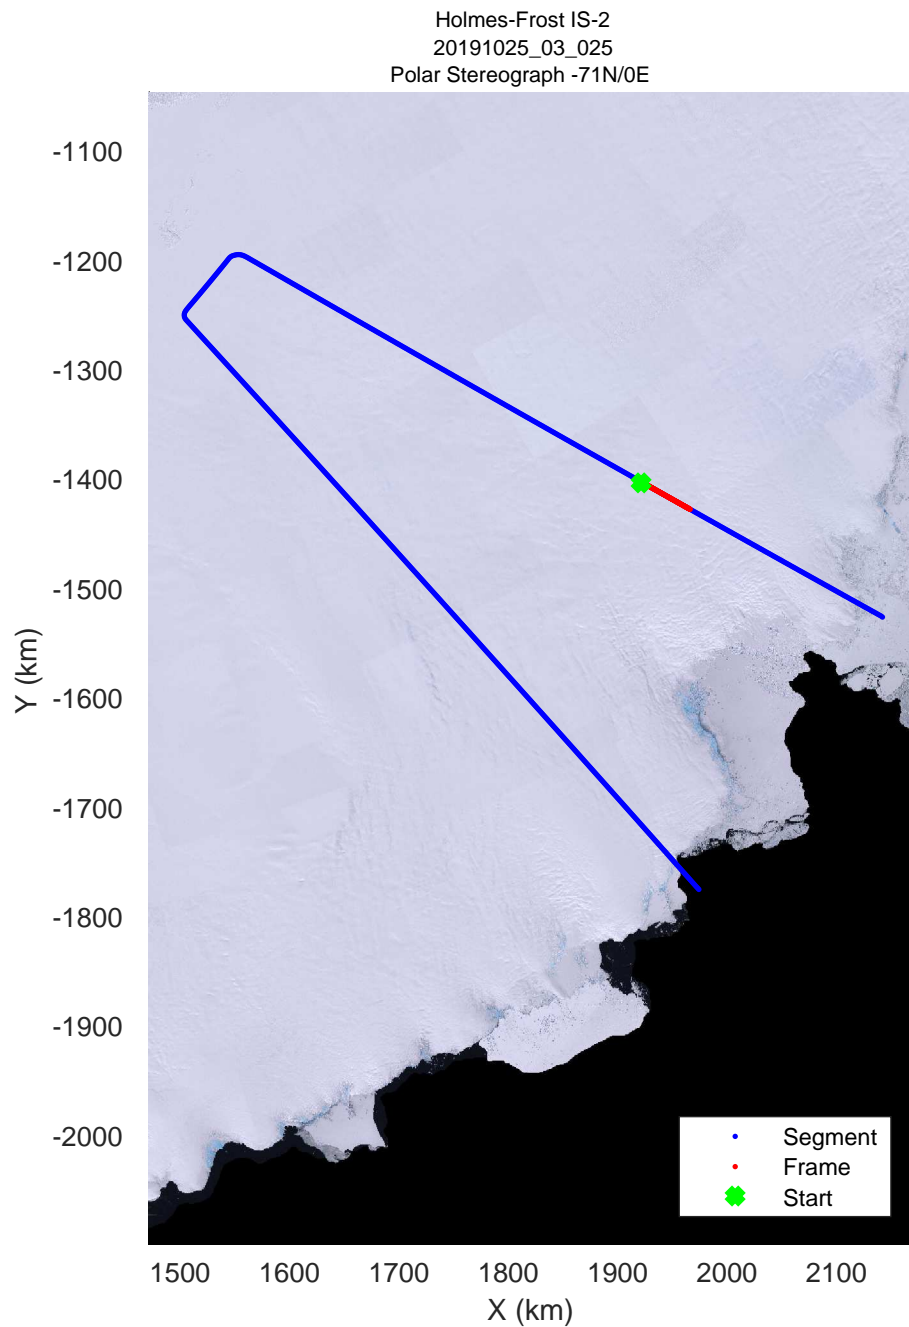 Holmes-Frost IS-2
20191025_03_025
Polar Stereograph -71N/0E
-1100
-1200
-1300
-1400
-1500
-1600
-1700
-1800
-1900
-2000
Y (km)
Segment
Frame
Start
1500 1600 1700 1800 1900 2000 2100
X (km)